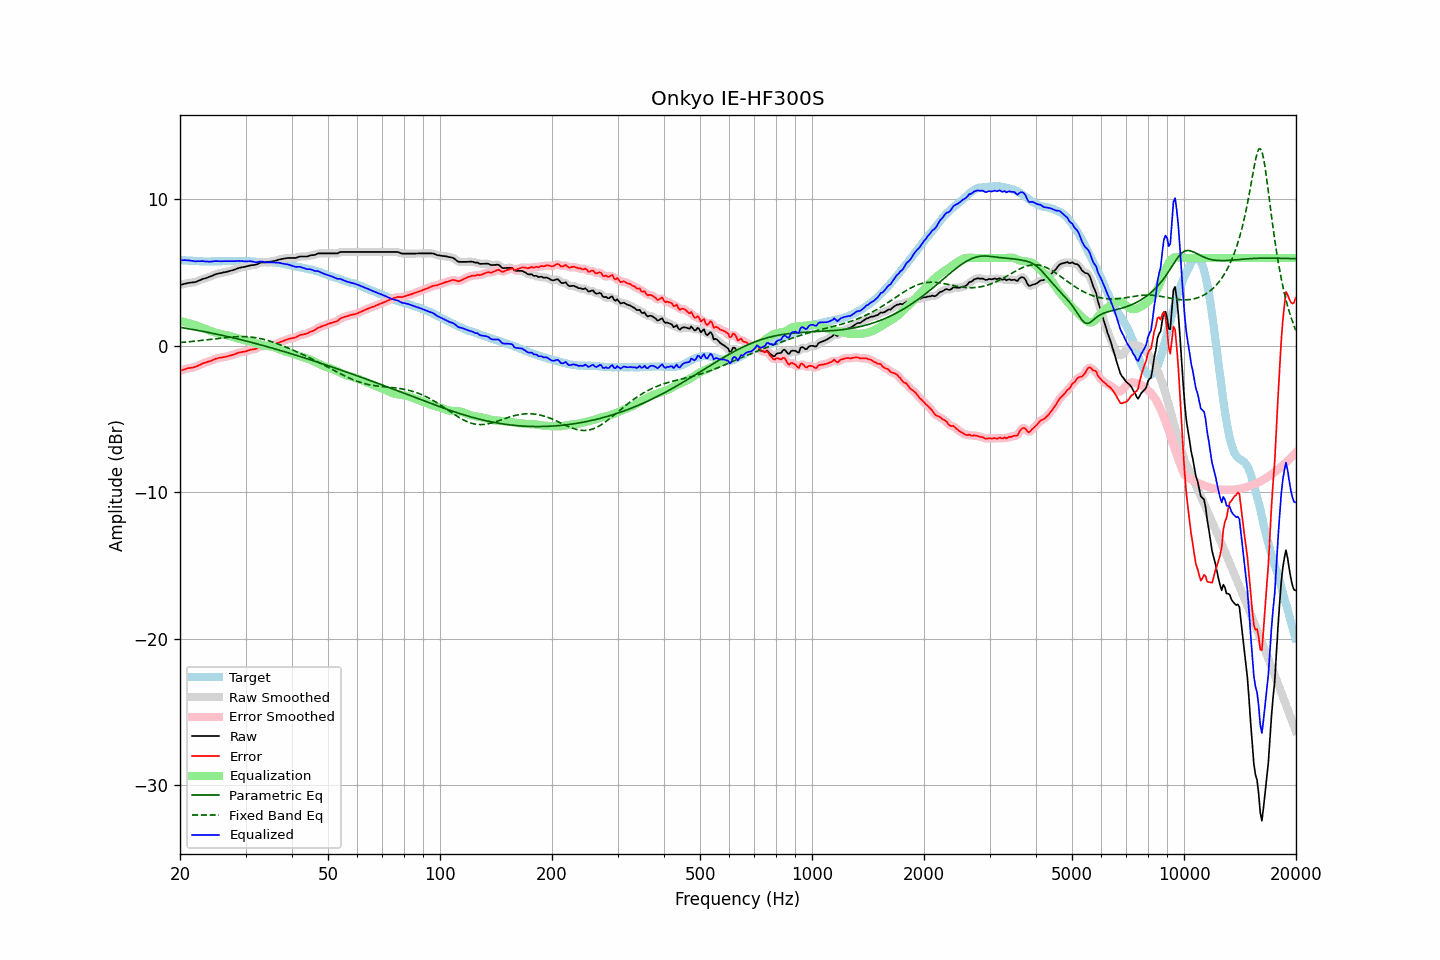 Onkyo IE-HF300S
Amplitude (dBr)
10
0
−10
−20
−30
Target
Raw Smoothed
Error Smoothed
Raw
Error
Equalization
Parametric Eq
Fixed Band Eq
Equalized
20 50 100 200 500 1000 2000 5000 10000 20000
Frequency (Hz)